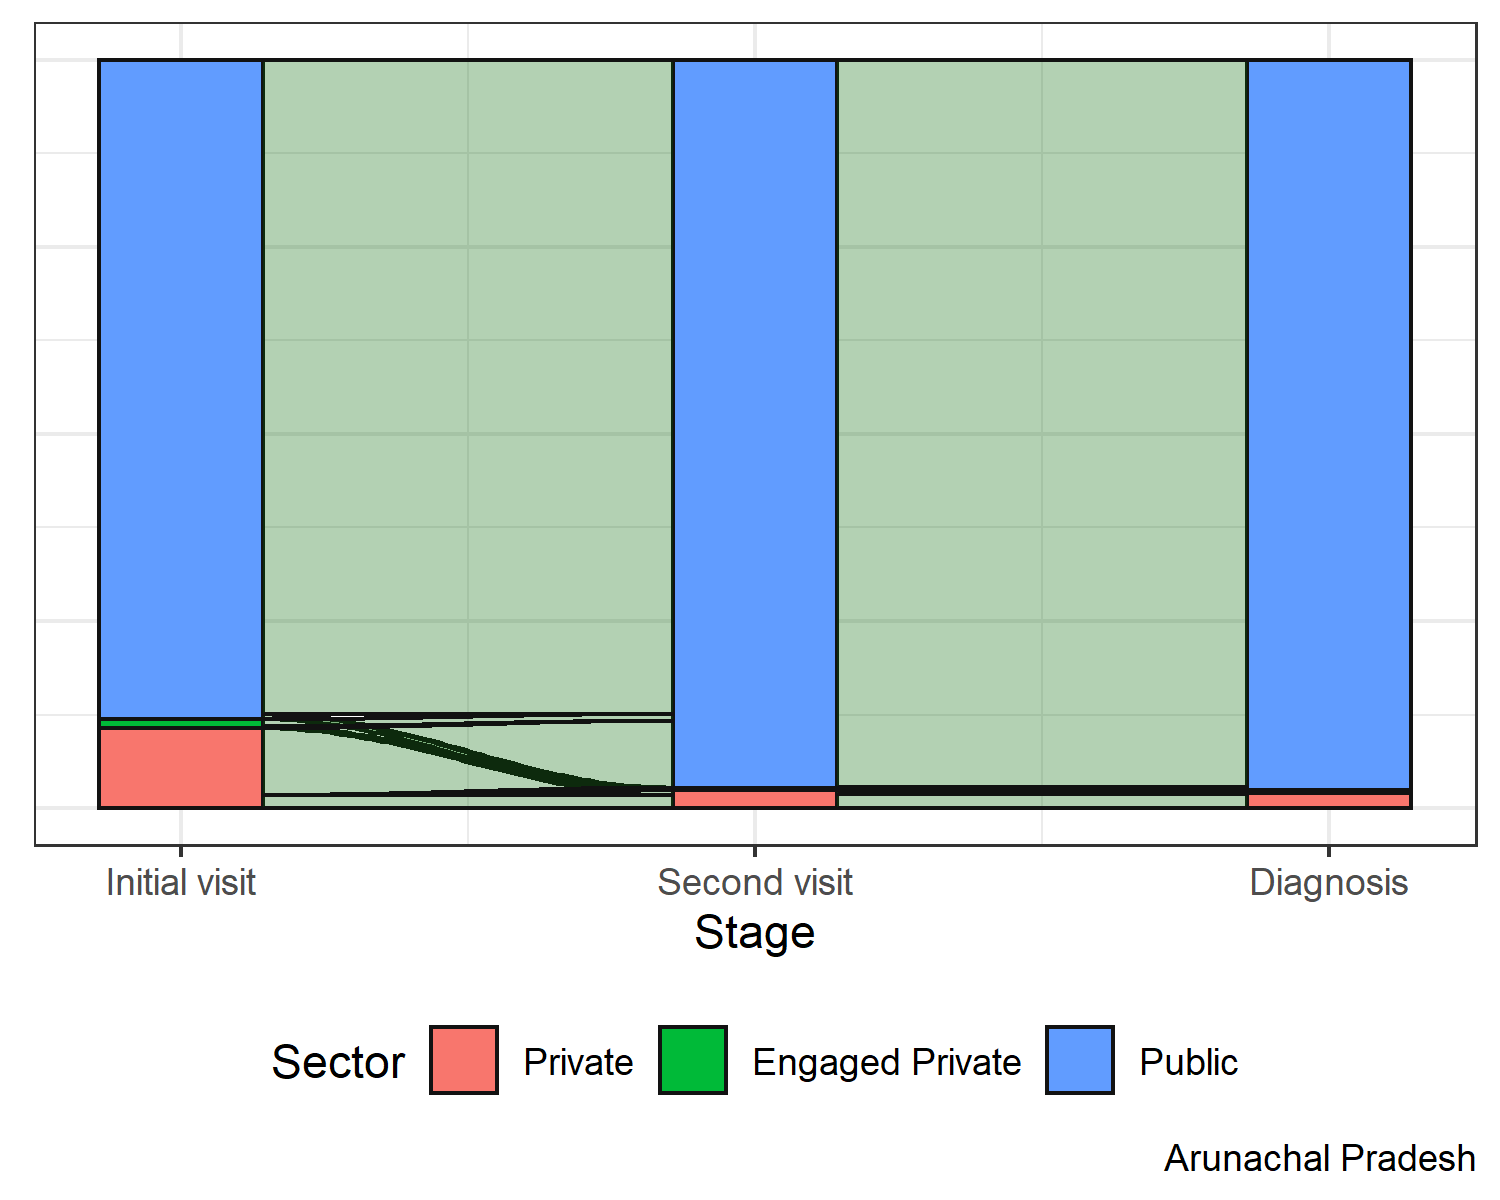 Initial visit Second visit Diagnosis
Stage
Sector Private Engaged Private Public
Arunachal Pradesh